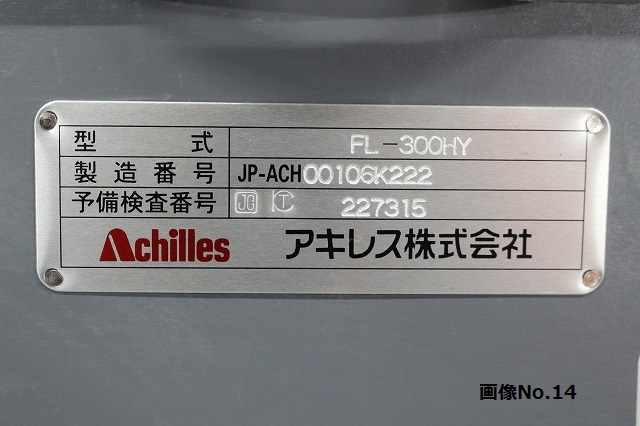 型 式 FL-300HY
製造番号 JP-ACH00106K222
予備検査番号 JG 227315
Achilles アキレス株式会社
画像No.14